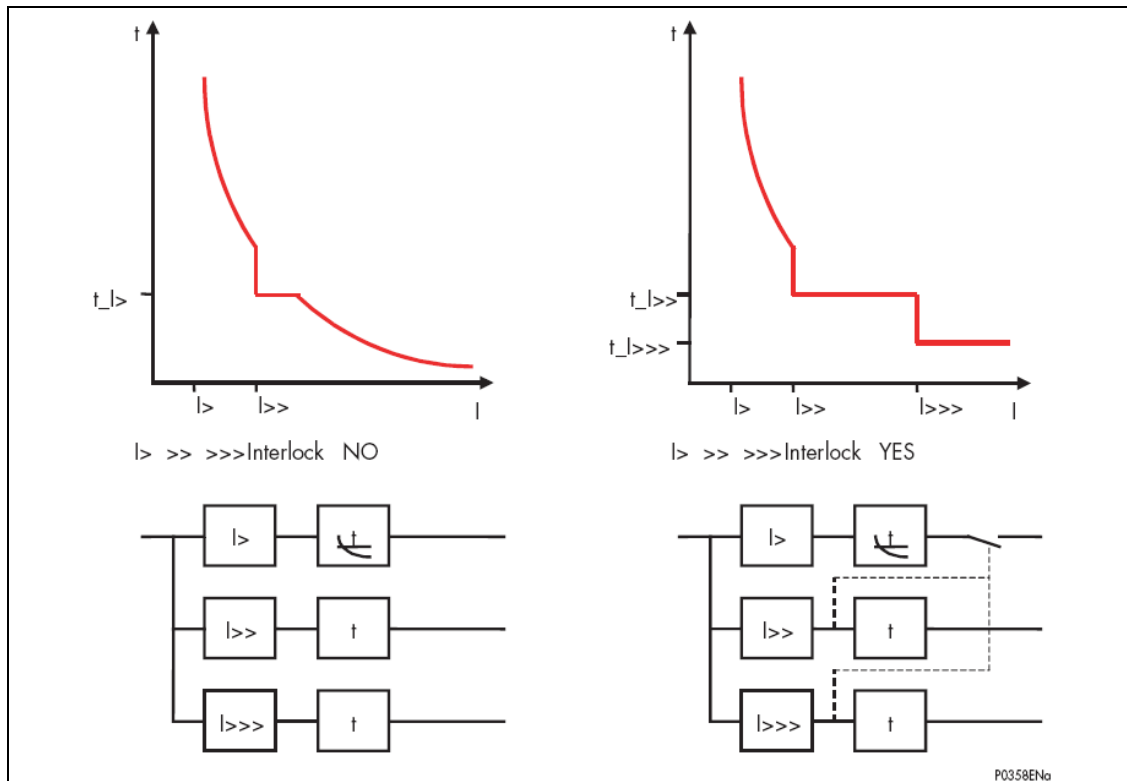 t
t_I>
I>
I>>
I
I> >> >>>Interlock NO
I>
t
I>>
t
I>>>
t
t
t_I>>
t_I>>>
I>
I>>
I>>>
I
I> >> >>>Interlock YES
I>
t
I>>
t
I>>>
t
P0358ENa